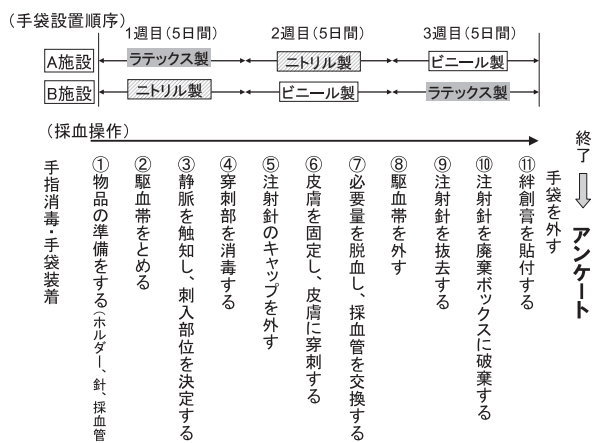 （手袋設置順序）
1週目（5日間） 2週目（5日間） 3週目（5日間）
A施設 ラテックス製 ニトリル製 ビニール製
B施設 ニトリル製 ビニール製 ラテックス製
（採血操作）
手指消毒・手袋装着
①物品の準備をする（ホルダー、針、採血管
②駆血帯をとめる
③静脈を触知し、刺入部位を決定する
④穿刺部を消毒する
⑤注射針のキャップを外す
⑥皮膚を固定し、皮膚に穿刺する
⑦必要量を脱血し、採血管を交換する
⑧駆血帯を外す
⑨注射針を抜去する
⑩注射針を廃棄ボックスに破棄する
⑪絆創膏を貼付する
手袋を外す
終了
アンケート